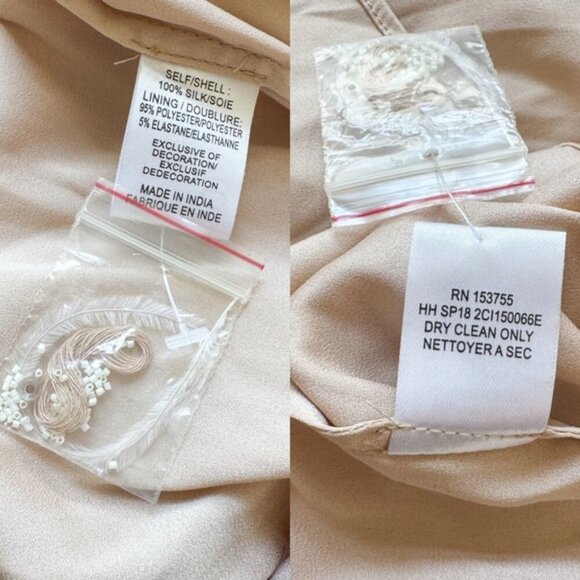 SELF/SHELL :
100% SILK/SOIE
LINING / DOUBLURE:
95% POLYESTER/POLYESTER
5% ELASTANE/ELASTHANNE
EXCLUSIVE OF
DECORATION/
EXCLUSIF
DEDECORATION
MADE IN INDIA
FABRIQUE EN INDE
RN 153755
HH SP18 2CI150066E
DRY CLEAN ONLY
NETTOYER A SEC